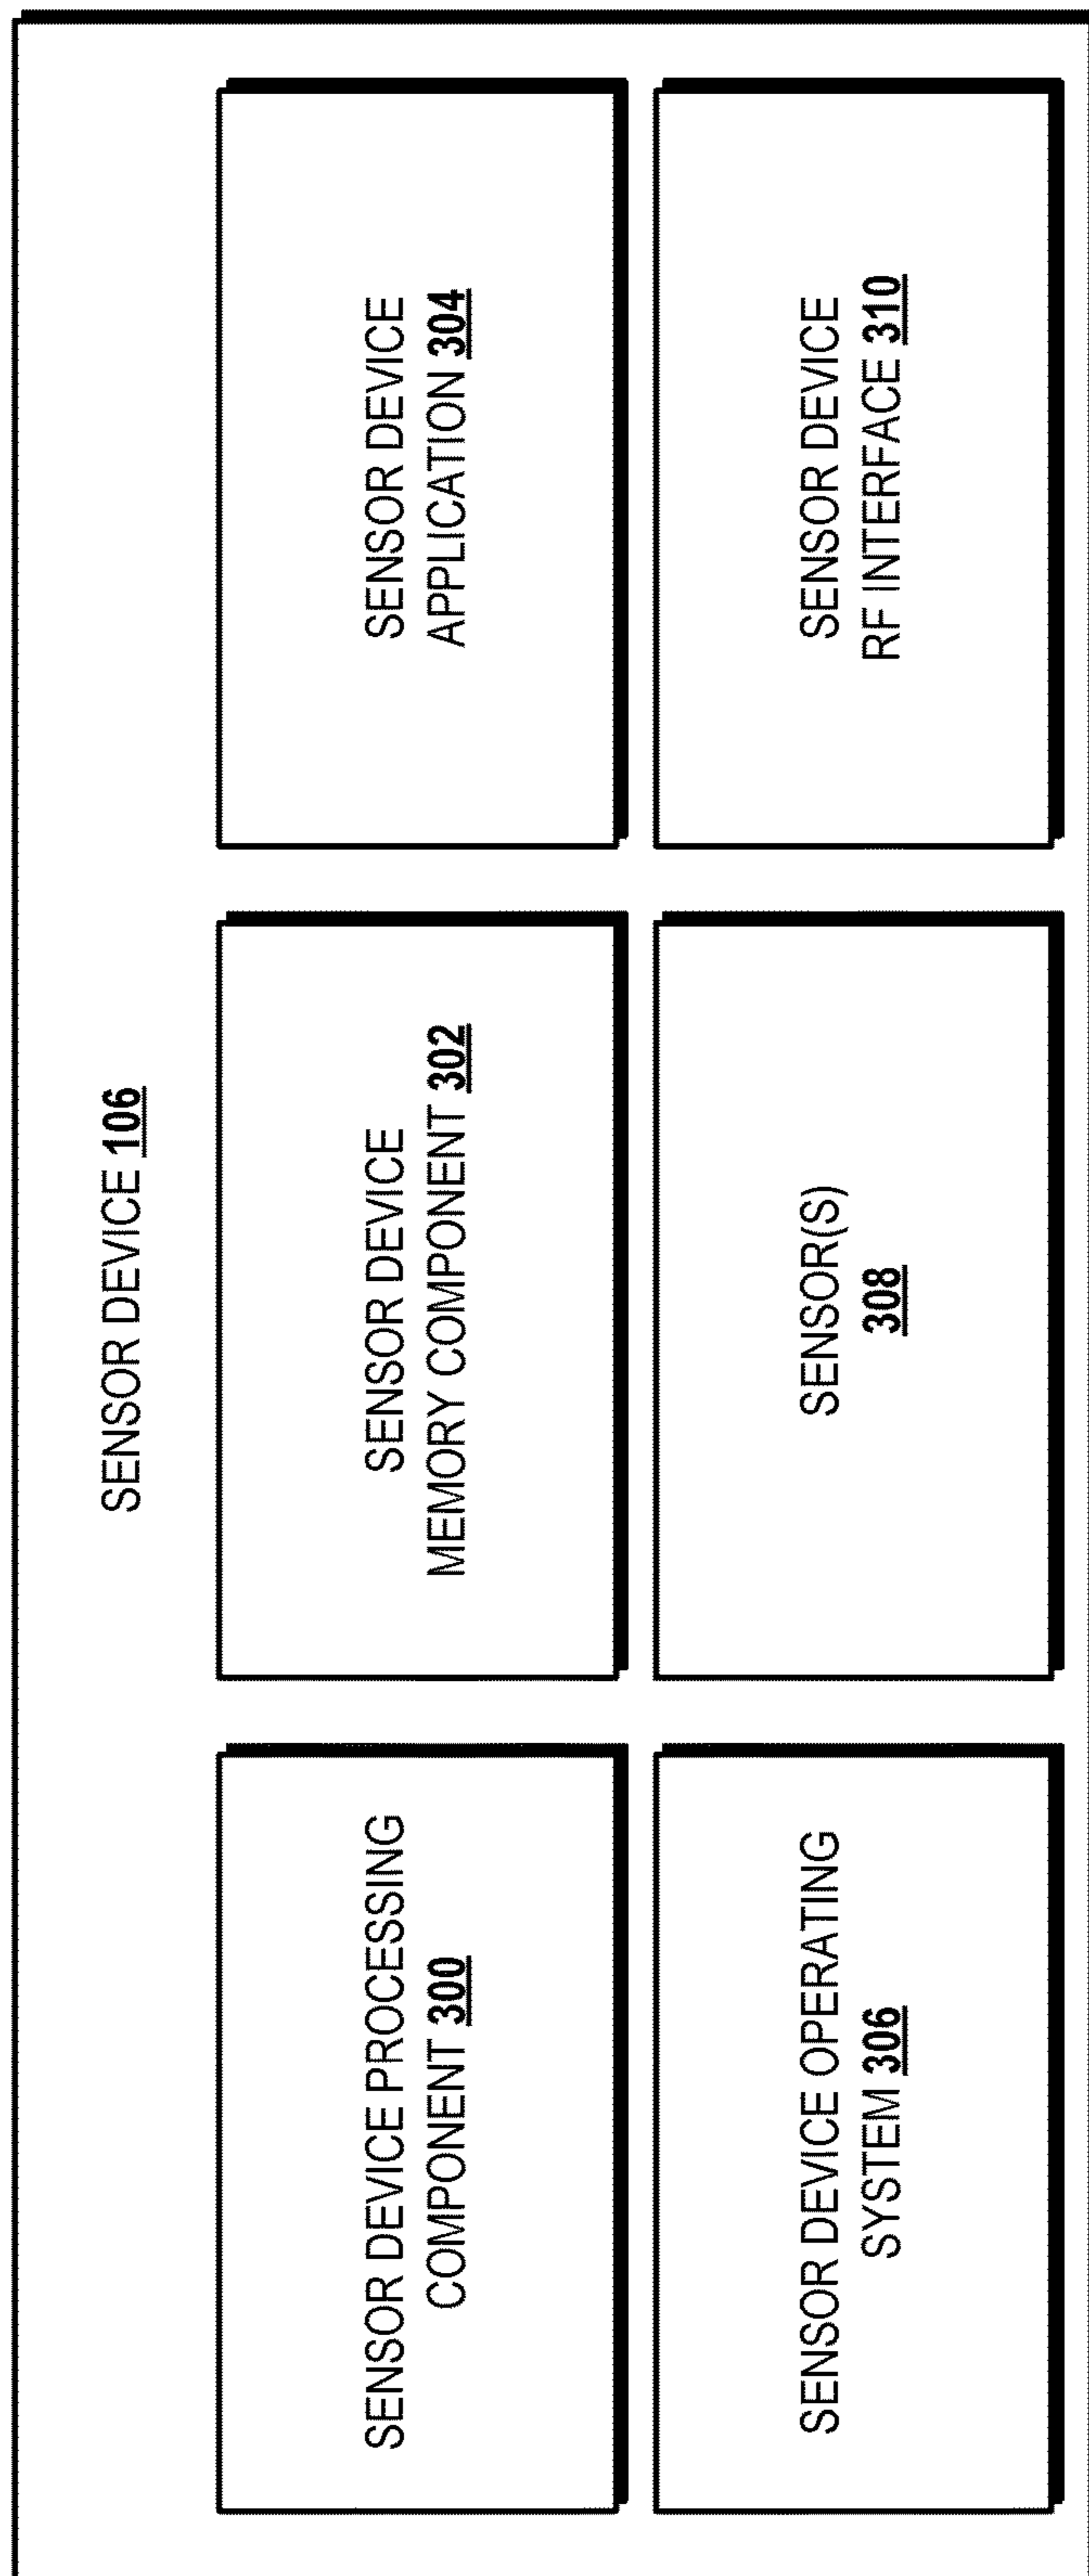 SENSOR DEVICE 106
SENSOR DEVICE PROCESSING
COMPONENT 300
SENSOR DEVICE
MEMORY COMPONENT 302
SENSOR DEVICE
APPLICATION 304
SENSOR DEVICE OPERATING
SYSTEM 306
SENSOR(S)
308
SENSOR DEVICE
RF INTERFACE 310